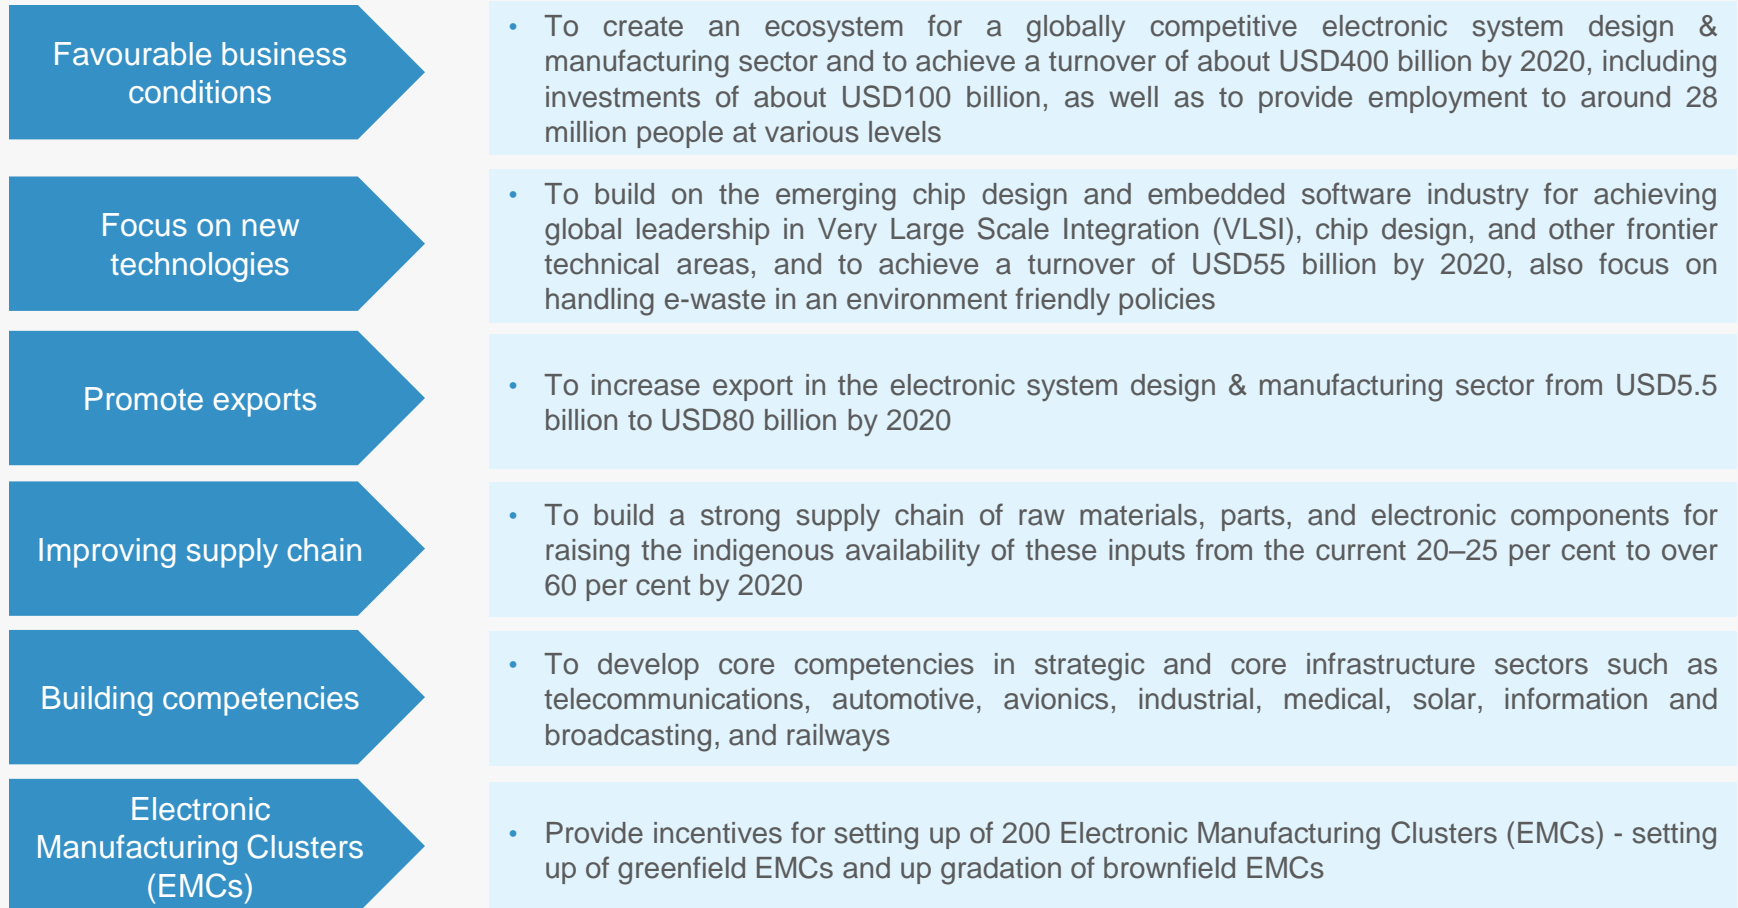 Favourable business
conditions
• To create an ecosystem for a globally competitive electronic system design &
manufacturing sector and to achieve a turnover of about USD400 billion by 2020, including
investments of about USD100 billion, as well as to provide employment to around 28
million people at various levels
Focus on new
technologies
• To build on the emerging chip design and embedded software industry for achieving
global leadership in Very Large Scale Integration (VLSI), chip design, and other frontier
technical areas, and to achieve a turnover of USD55 billion by 2020, also focus on
handling e-waste in an environment friendly policies
Promote exports
• To increase export in the electronic system design & manufacturing sector from USD5.5
billion to USD80 billion by 2020
Improving supply chain
• To build a strong supply chain of raw materials, parts, and electronic components for
raising the indigenous availability of these inputs from the current 20–25 per cent to over
60 per cent by 2020
Building competencies
• To develop core competencies in strategic and core infrastructure sectors such as
telecommunications, automotive, avionics, industrial, medical, solar, information and
broadcasting, and railways
Electronic
Manufacturing Clusters
(EMCs)
• Provide incentives for setting up of 200 Electronic Manufacturing Clusters (EMCs) - setting
up of greenfield EMCs and up gradation of brownfield EMCs